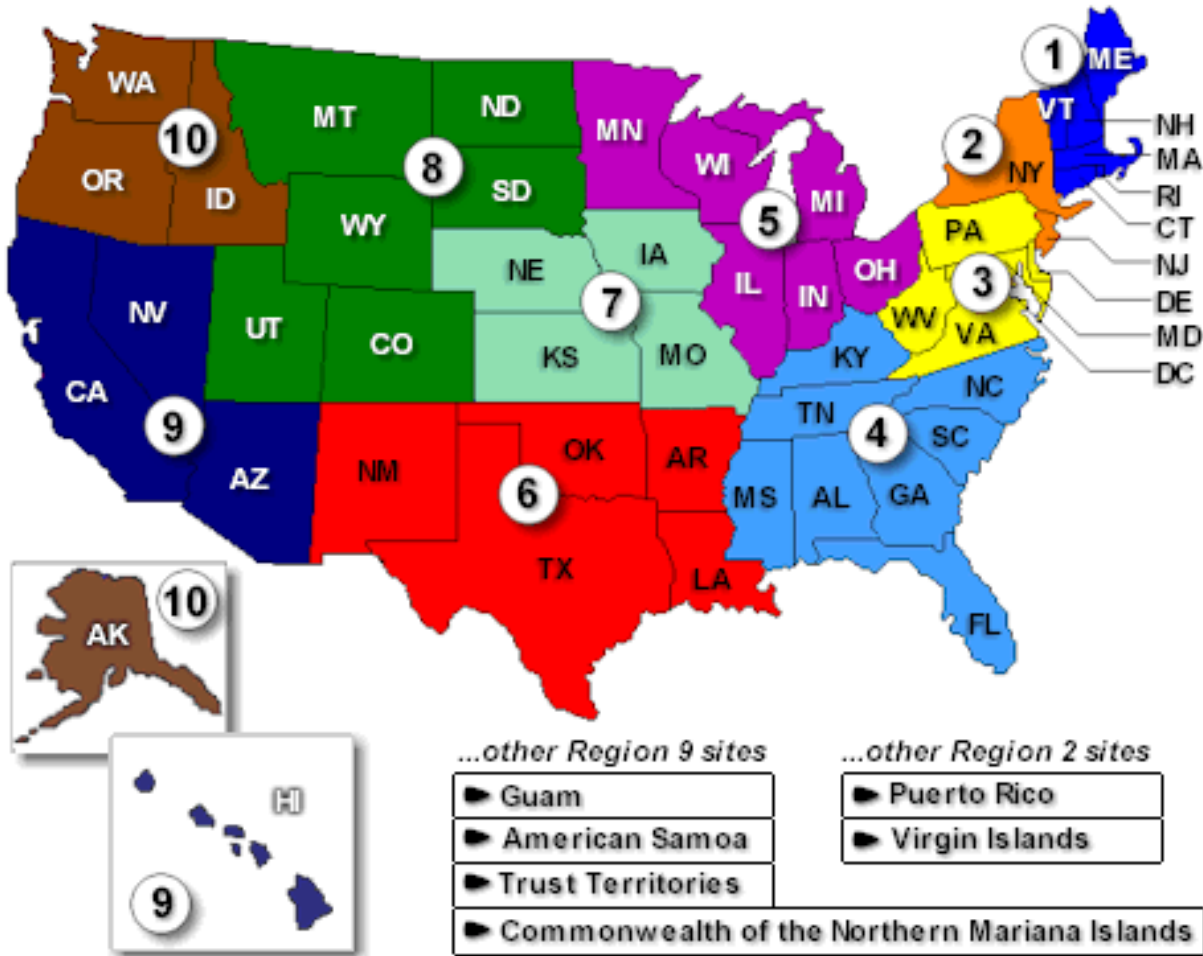 1
ME
WA
ND
MT
MN
VT
NH
10
2
MA
8
WI
NY
OR
ID
SD
MI
RI
5
CT
WY
PA
IA
OH
NJ
NE
IL
IN
3
7
DE
NV
WV
UT
CO
VA
MD
KS
MO
KY
DC
CA
NC
TN
9
4
SC
OK
AR
NM
AZ
6
MS
AL
GA
TX
LA
10
FL
AK
...other Region 9 sites
Guam
American Samoa
Trust Territories
Commonwealth of the Northern Mariana Islands
...other Region 2 sites
Puerto Rico
Virgin Islands
HI
9